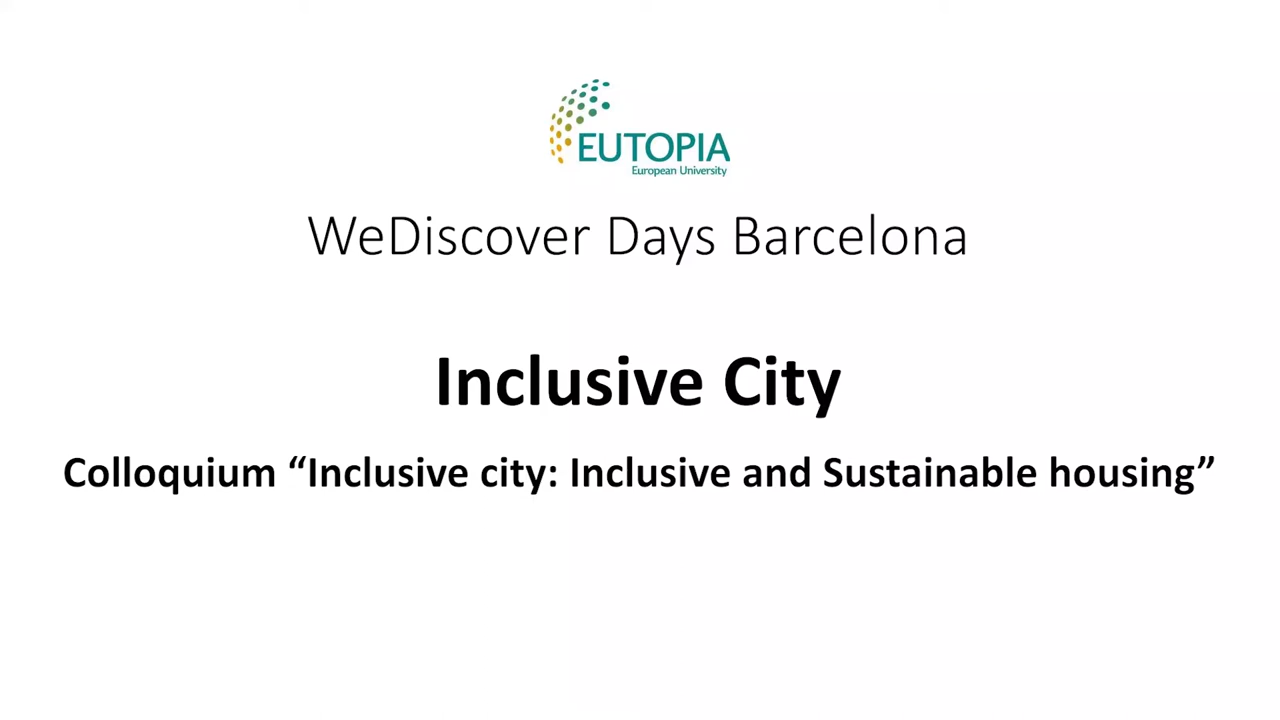 EUTOPIA
European University
WeDiscover Days Barcelona
Inclusive City
Colloquium “Inclusive city: Inclusive and Sustainable housing”